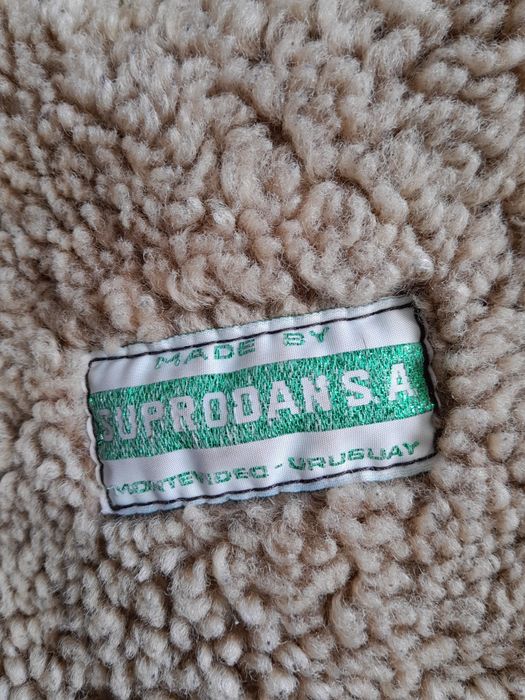 MADE BY
SUPRODAN S.A
MONTEVIDEO - URUGUAY